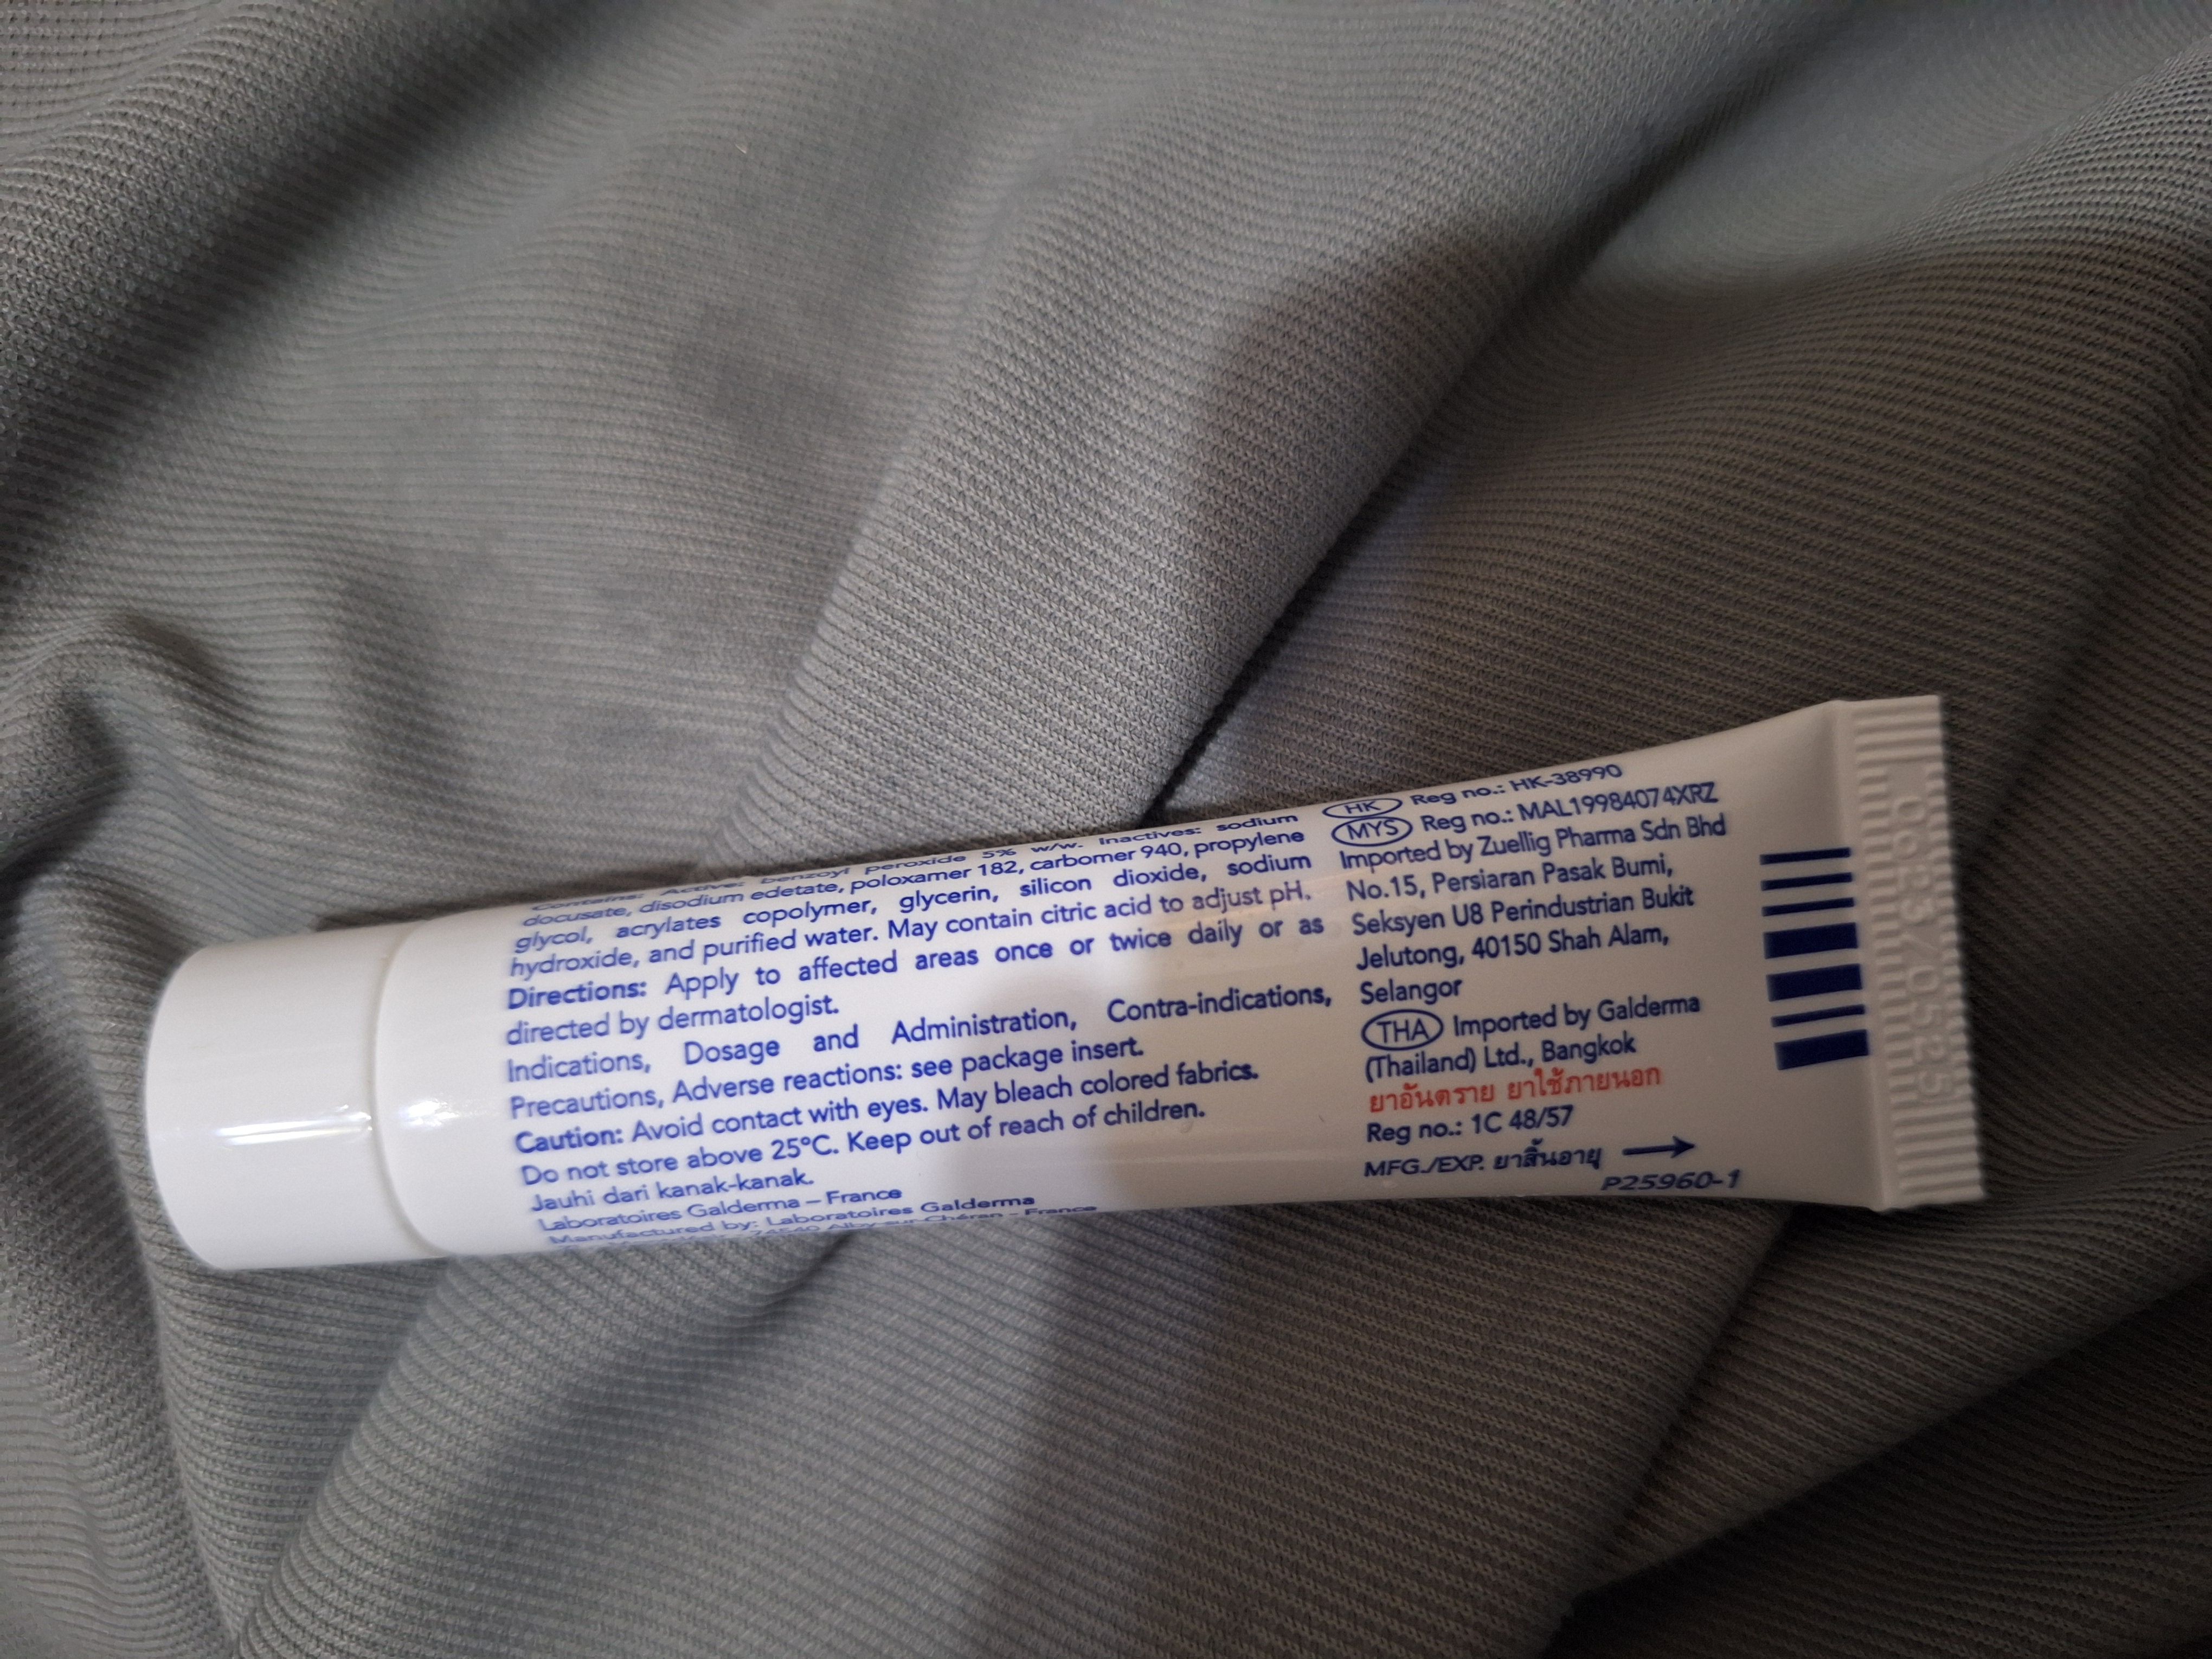 Contains: Active: benzoyl peroxide 5% w/w. Inactives: sodium
docusate, disodium edetate, poloxamer 182, carbomer 940, propylene
glycol, acrylates copolymer, glycerin, silicon dioxide, sodium
hydroxide, and purified water. May contain citric acid to adjust pH.
Directions: Apply to affected areas once or twice daily or as
directed by dermatologist.
Indications, Dosage and Administration, Contra-indications,
Precautions, Adverse reactions: see package insert.
Caution: Avoid contact with eyes. May bleach colored fabrics.
Do not store above 25°C. Keep out of reach of children.
Jauhi dari kanak-kanak.
Laboratoires Galderma – France
Manufactured by: Laboratoires Galderma
74540 Alby-sur-Chéran – France
HK Reg no.: HK-38990
MYS Reg no.: MAL19984074XRZ
Imported by Zuellig Pharma Sdn Bhd
No.15, Persiaran Pasak Bumi,
Seksyen U8 Perindustrian Bukit
Jelutong, 40150 Shah Alam,
Selangor
THA Imported by Galderma
(Thailand) Ltd., Bangkok
ยาอันตราย ยาใช้ภายนอก
Reg no.: 1C 48/57
MFG./EXP. ยาสิ้นอายุ →
P25960-1